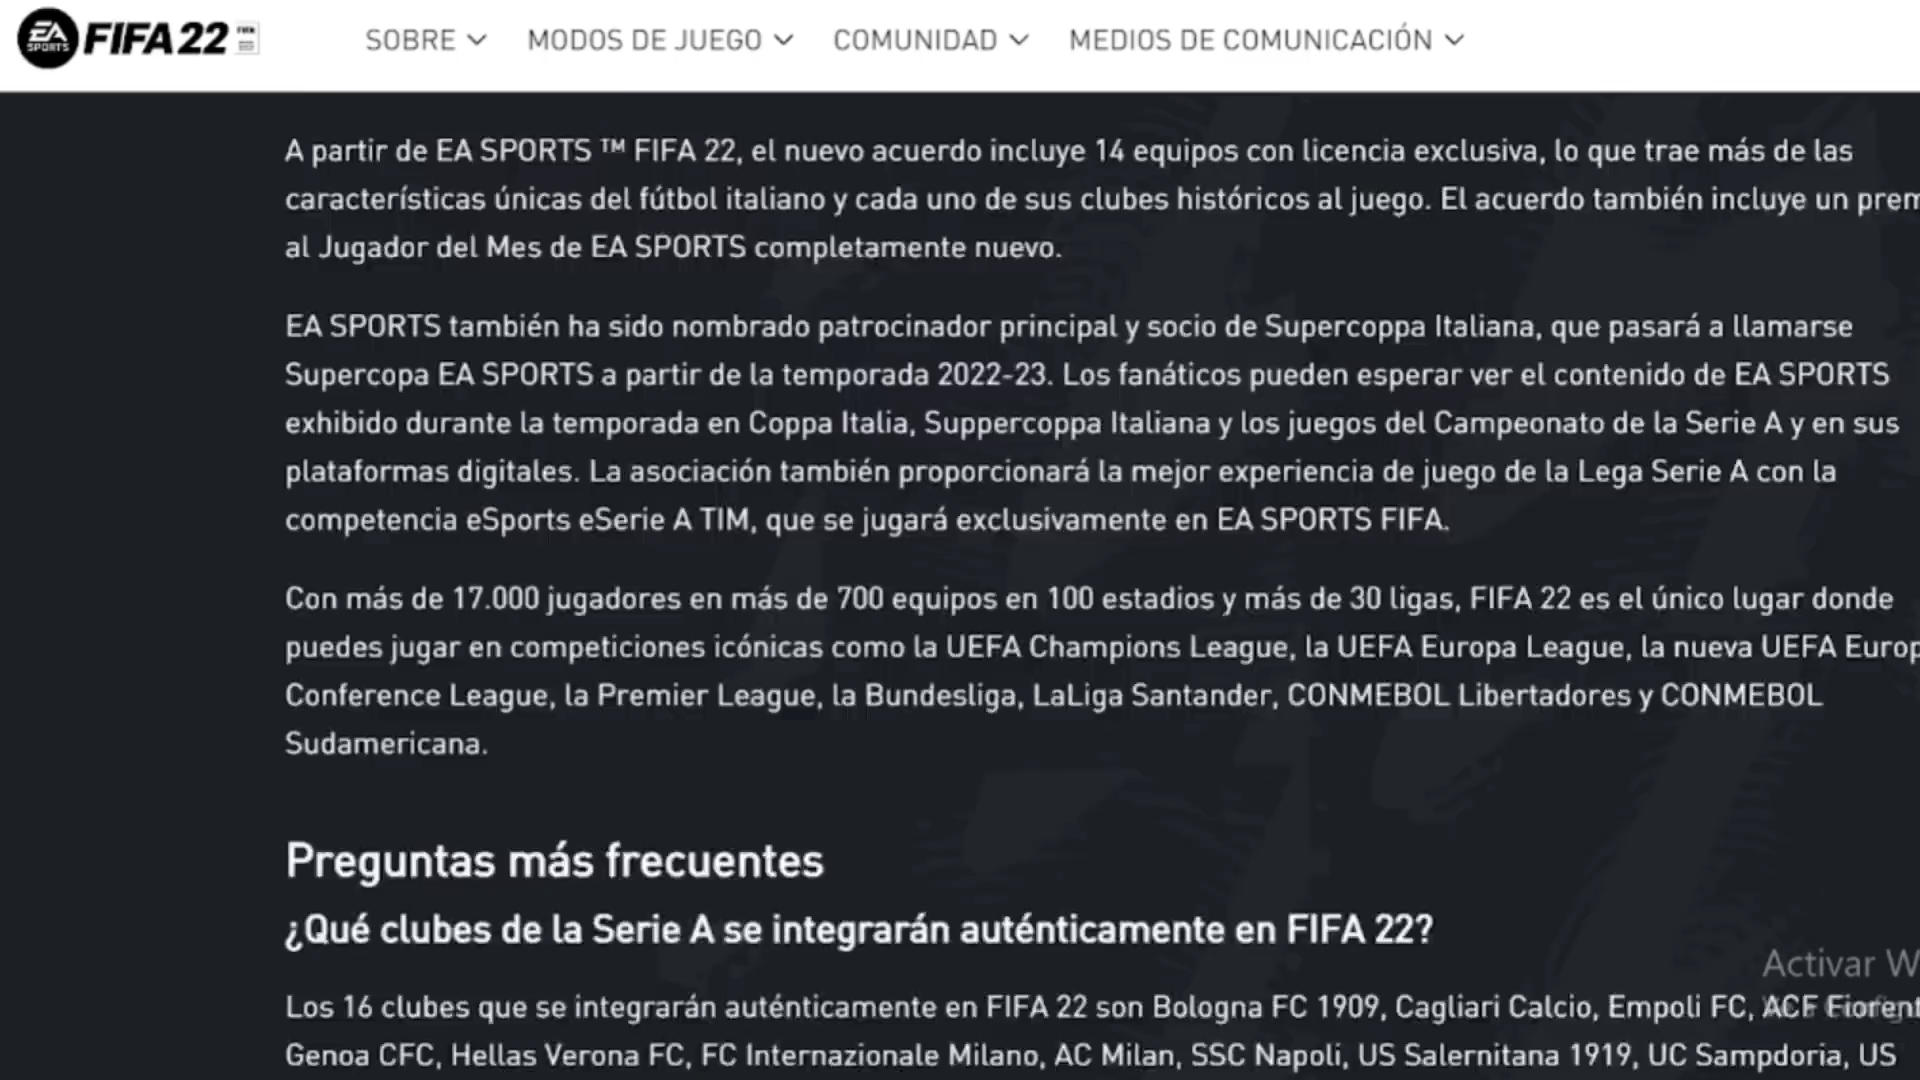 EA SPORTS FIFA 22
SOBRE MODOS DE JUEGO COMUNIDAD MEDIOS DE COMUNICACIÓN
A partir de EA SPORTS ™ FIFA 22, el nuevo acuerdo incluye 14 equipos con licencia exclusiva, lo que trae más de las
características únicas del fútbol italiano y cada uno de sus clubes históricos al juego. El acuerdo también incluye un prem
al Jugador del Mes de EA SPORTS completamente nuevo.
EA SPORTS también ha sido nombrado patrocinador principal y socio de Supercoppa Italiana, que pasará a llamarse
Supercopa EA SPORTS a partir de la temporada 2022-23. Los fanáticos pueden esperar ver el contenido de EA SPORTS
exhibido durante la temporada en Coppa Italia, Suppercoppa Italiana y los juegos del Campeonato de la Serie A y en sus
plataformas digitales. La asociación también proporcionará la mejor experiencia de juego de la Lega Serie A con la
competencia eSports eSerie A TIM, que se jugará exclusivamente en EA SPORTS FIFA.
Con más de 17.000 jugadores en más de 700 equipos en 100 estadios y más de 30 ligas, FIFA 22 es el único lugar donde
puedes jugar en competiciones icónicas como la UEFA Champions League, la UEFA Europa League, la nueva UEFA Europ
Conference League, la Premier League, la Bundesliga, LaLiga Santander, CONMEBOL Libertadores y CONMEBOL
Sudamericana.
Preguntas más frecuentes
¿Qué clubes de la Serie A se integrarán auténticamente en FIFA 22?
Activar W
Los 16 clubes que se integrarán auténticamente en FIFA 22 son Bologna FC 1909, Cagliari Calcio, Empoli FC, ACF Fiorent
Genoa CFC, Hellas Verona FC, FC Internazionale Milano, AC Milan, SSC Napoli, US Salernitana 1919, UC Sampdoria, US